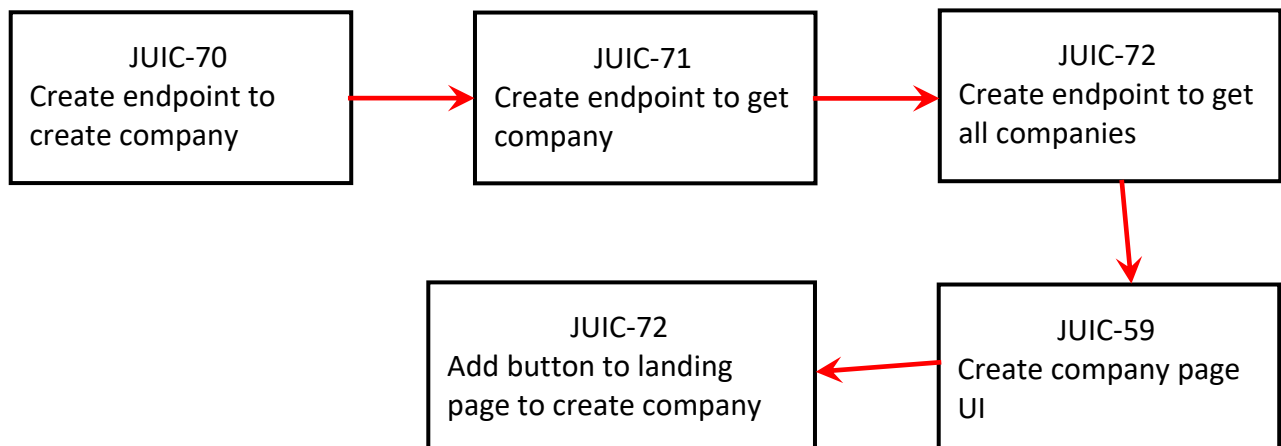 JUIC-70
Create endpoint to
create company
JUIC-71
Create endpoint to get
company
JUIC-72
Create endpoint to get
all companies
JUIC-59
Create company page
UI
JUIC-72
Add button to landing
page to create company